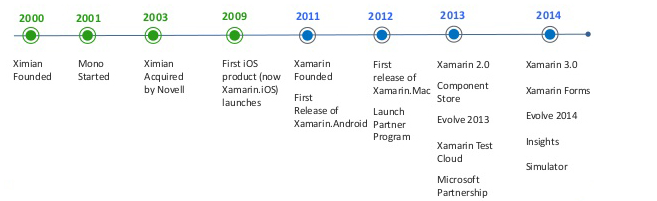 2000
2001
2003
2009
2011
2012
2013
2014
Ximian
Founded
Mono
Started
Ximian
Acquired
by Novell
First iOS
product (now
Xamarin.iOS)
launches
Xamarin
Founded
First
Release of
Xamarin.Android
First
release of
Xamarin.Mac
Launch
Partner
Program
Xamarin 2.0
Component
Store
Evolve 2013
Xamarin Test
Cloud
Microsoft
Partnership
Xamarin 3.0
Xamarin Forms
Evolve 2014
Insights
Simulator